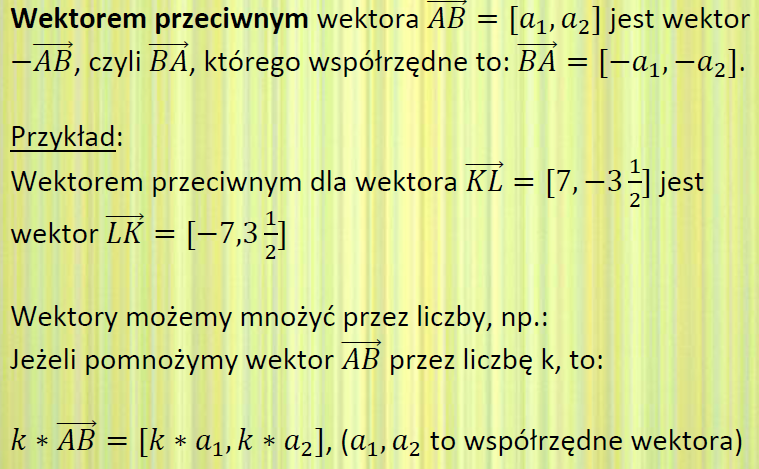 Wektorem przeciwnym wektora $\overrightarrow{AB} = [a_1, a_2]$ jest wektor
$-\overrightarrow{AB}$, czyli $\overrightarrow{BA}$, którego współrzędne to: $\overrightarrow{BA} = [-a_1, -a_2]$.
Przykład:
Wektorem przeciwnym dla wektora $\overrightarrow{KL} = [7, -3\frac{1}{2}]$ jest
wektor $\overrightarrow{LK} = [-7,3\frac{1}{2}]$
Wektory możemy mnożyć przez liczby, np.:
Jeżeli pomnożymy wektor $\overrightarrow{AB}$ przez liczbę k, to:
$k * \overrightarrow{AB} = [k * a_1, k * a_2]$, ($a_1, a_2$ to współrzędne wektora)